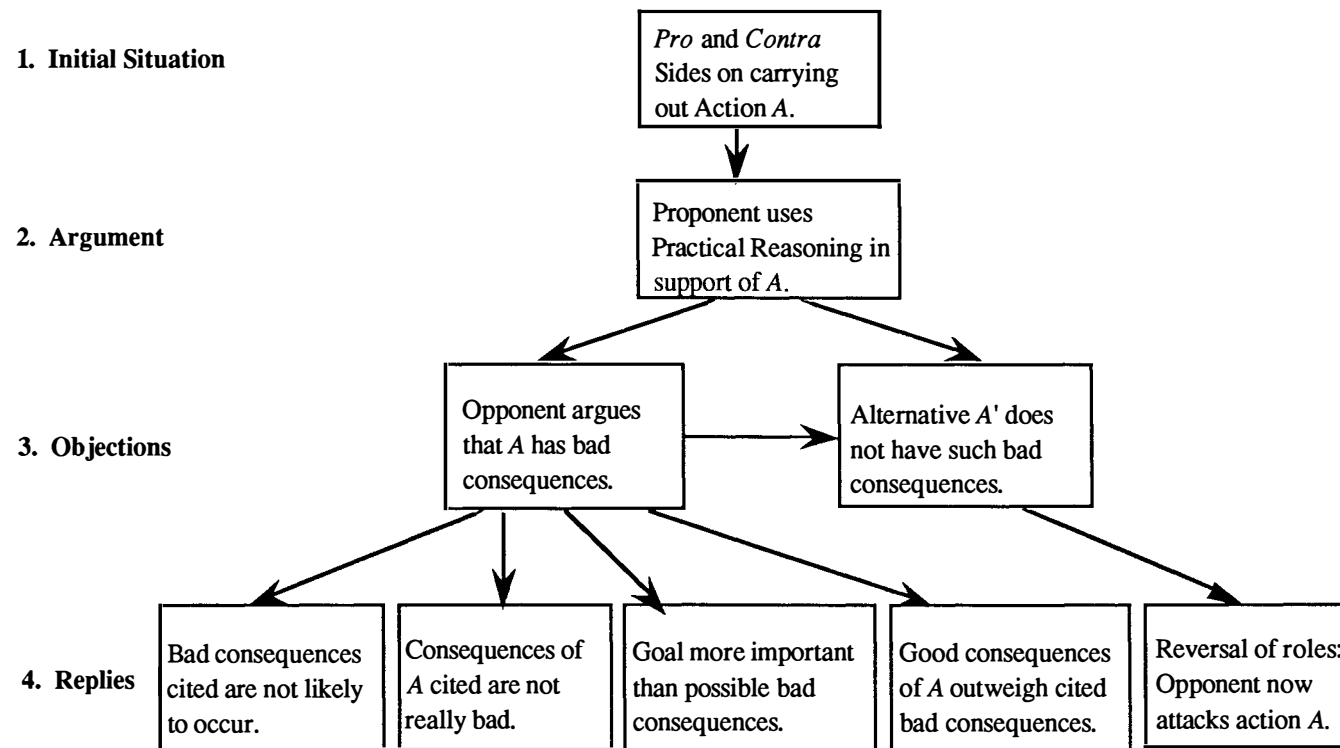 1. Initial Situation
Pro and Contra
Sides on carrying
out Action A.
2. Argument
Proponent uses
Practical Reasoning in
support of A.
3. Objections
Opponent argues
that A has bad
consequences.
Alternative A' does
not have such bad
consequences.
4. Replies
Bad consequences
cited are not likely
to occur.
Consequences of
A cited are not
really bad.
Goal more important
than possible bad
consequences.
Good consequences
of A outweigh cited
bad consequences.
Reversal of roles:
Opponent now
attacks action A.